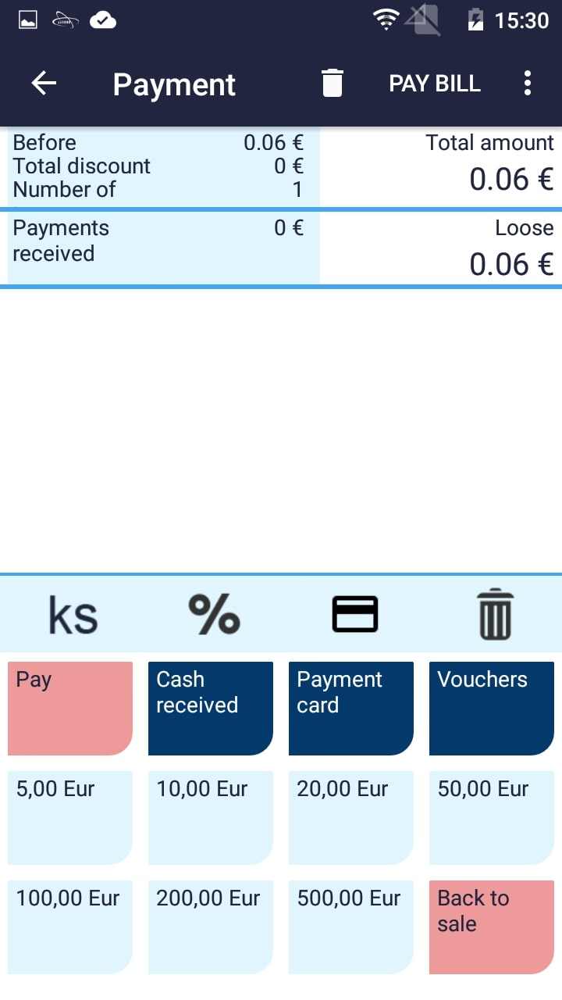 15:30
Payment PAY BILL
Before 0.06 € Total amount
Total discount 0 € 0.06 €
Number of 1
Payments 0 € Loose
received 0.06 €
ks %
Pay Cash received Payment card Vouchers
5,00 Eur 10,00 Eur 20,00 Eur 50,00 Eur
100,00 Eur 200,00 Eur 500,00 Eur Back to sale